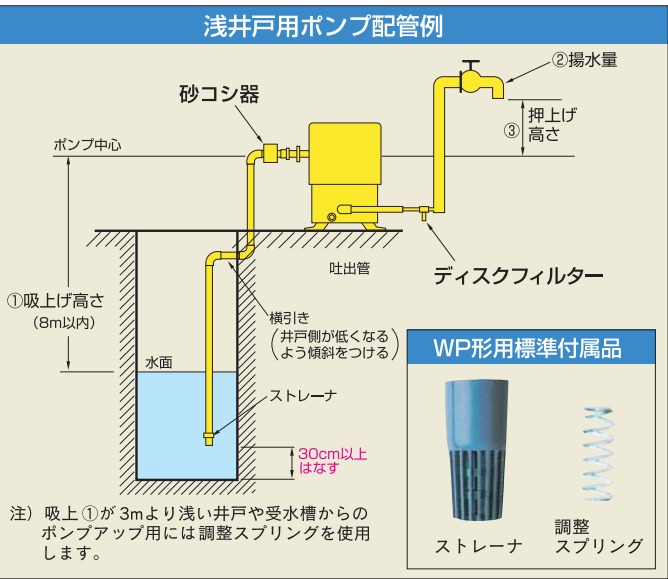 浅井戸用ポンプ配管例
②揚水量
砂コシ器
③
押上げ
高さ
ポンプ中心
吐出管
ディスクフィルター
①吸上げ高さ
（8m以内）
横引き
（井戸側が低くなる
よう傾斜をつける）
水面
ストレーナ
30cm以上
はなす
WP形用標準付属品
ストレーナ
調整
スプリング
注）吸上①が3mより浅い井戸や受水槽からの
ポンプアップ用には調整スプリングを使用
します。